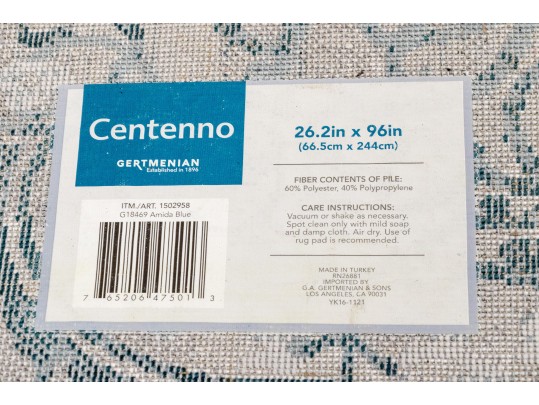 Centenno
GERTMENIAN
Established in 1896
ITM./ART. 1502958
G18469 Amida Blue
7 65206 47501 3
26.2in x 96in
(66.5cm x 244cm)
FIBER CONTENTS OF PILE:
60% Polyester, 40% Polypropylene
CARE INSTRUCTIONS:
Vacuum or shake as necessary.
Spot clean only with mild soap
and damp cloth. Air dry. Use of
rug pad is recommended.
MADE IN TURKEY
RN26881
IMPORTED BY
G.A. GERTMENIAN & SONS
LOS ANGELES, CA 90031
YK16-1121